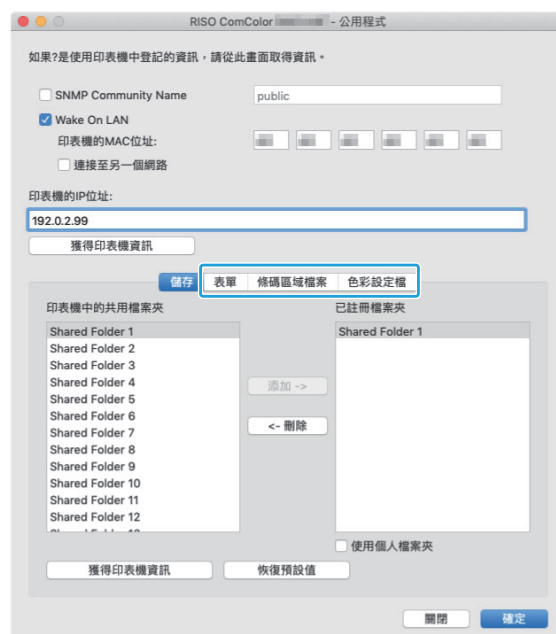 RISO ComColor - 公用程式
如果?是使用印表機中登記的資訊，請從此畫面取得資訊。
SNMP Community Name
public
Wake On LAN
印表機的MAC位址:
連接至另一個網路
印表機的IP位址:
192.0.2.99
獲得印表機資訊
儲存 表單 條碼區域檔案 色彩設定檔
印表機中的共用檔案夾
已註冊檔案夾
Shared Folder 1
Shared Folder 2
Shared Folder 3
Shared Folder 4
Shared Folder 5
Shared Folder 6
Shared Folder 7
Shared Folder 8
Shared Folder 9
Shared Folder 10
Shared Folder 11
Shared Folder 12
添加 ->
<- 刪除
Shared Folder 1
使用個人檔案夾
獲得印表機資訊
恢復預設值
關閉
確定